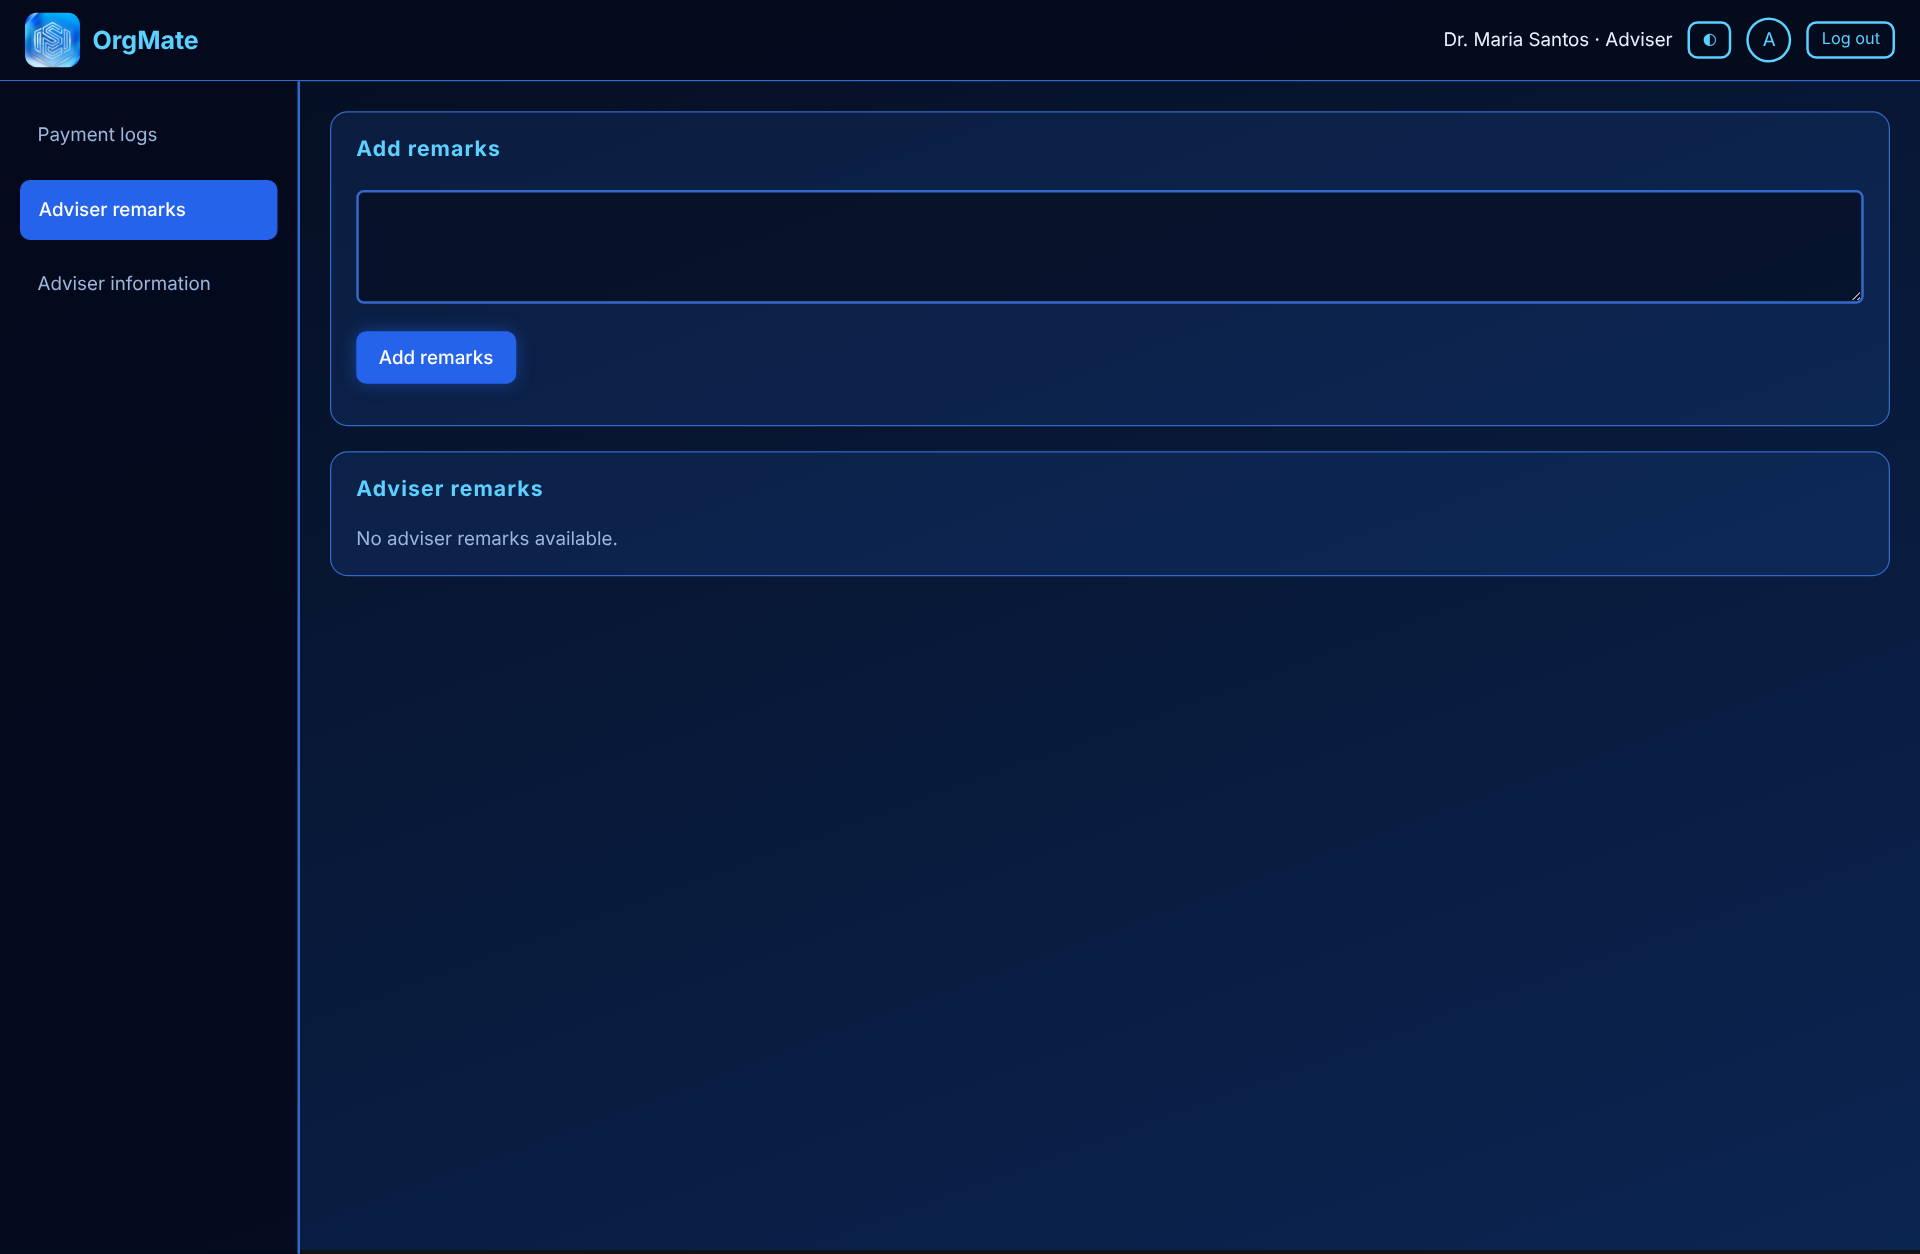 OrgMate
Dr. Maria Santos · Adviser
◐
A
Log out
Payment logs
Adviser remarks
Adviser information
Add remarks
Add remarks
Adviser remarks
No adviser remarks available.